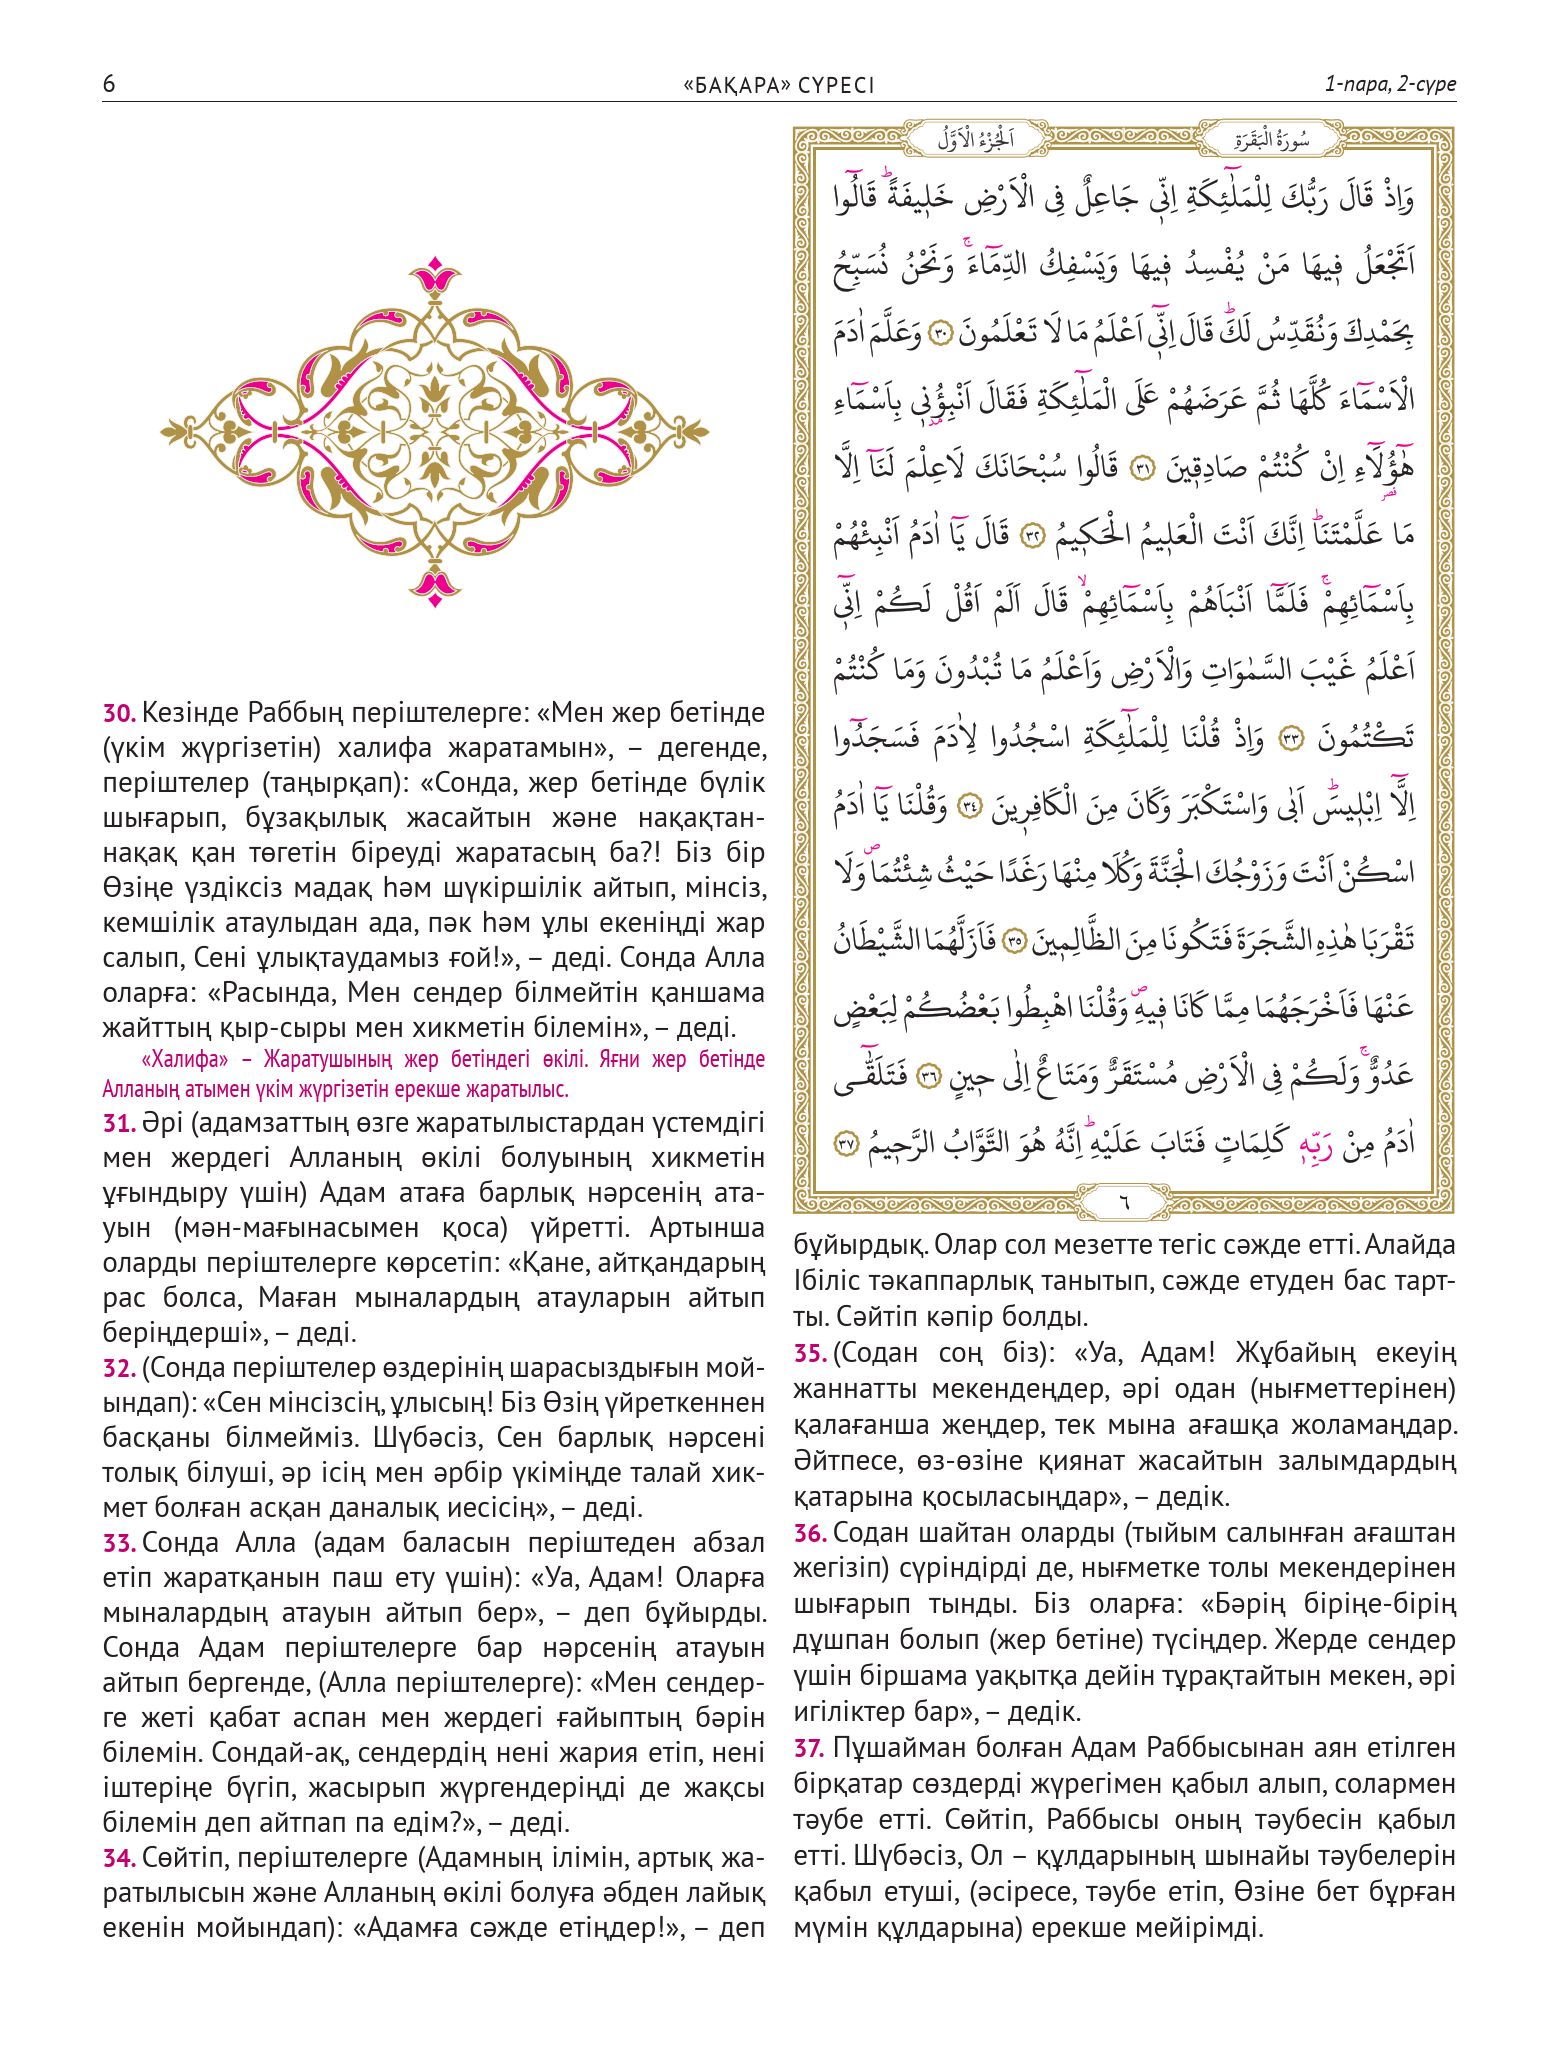 6
«БАҚАРА» СҮРЕСІ
1-пара, 2-сүре
سُورَةُ الْبَقَرَةِ
اَلْجُزْءُ الْاَوَّلُ
وَاِذْ قَالَ رَبُّكَ لِلْمَلٰٓئِكَةِ اِنّ۪ي جَاعِلٌ فِي الْاَرْضِ خَل۪يفَةًۜ قَالُٓوا
اَتَجْعَلُ ف۪يهَا مَنْ يُفْسِدُ ف۪يهَا وَيَسْفِكُ الدِّمَٓاءَۚ وَنَحْنُ نُسَبِّحُ
بِحَمْدِكَ وَنُقَدِّسُ لَكَۜ قَالَ اِنّ۪ٓي اَعْلَمُ مَا لَا تَعْلَمُونَ ﴿٣٠﴾ وَعَلَّمَ اٰدَمَ
الْاَسْمَٓاءَ كُلَّهَا ثُمَّ عَرَضَهُمْ عَلَى الْمَلٰٓئِكَةِ فَقَالَ اَنْبِؤُ۫ن۪ي بِاَسْمَٓاءِ
هٰٓؤُ۬لَٓاءِ اِنْ كُنْتُمْ صَادِق۪ينَ ﴿٣١﴾ قَالُوا سُبْحَانَكَ لَاعِلْمَ لَنَٓا اِلَّا
مَا عَلَّمْتَنَاۜ اِنَّكَ اَنْتَ الْعَل۪يمُ الْحَك۪يمُ ﴿٣٢﴾ قَالَ يَٓا اٰدَمُ اَنْبِئْهُمْ
بِاَسْمَٓائِهِمْۚ فَلَمَّٓا اَنْبَاَهُمْ بِاَسْمَٓائِهِمْۙ قَالَ اَلَمْ اَقُلْ لَكُمْ اِنّ۪ٓي
اَعْلَمُ غَيْبَ السَّمٰوَاتِ وَالْاَرْضِ وَاَعْلَمُ مَا تُبْدُونَ وَمَا كُنْتُمْ
تَكْتُمُونَ ﴿٣٣﴾ وَاِذْ قُلْنَا لِلْمَلٰٓئِكَةِ اسْجُدُوا لِاٰدَمَ فَسَجَدُٓوا
اِلَّٓا اِبْل۪يسَۜ اَبٰى وَاسْتَكْبَرَ وَكَانَ مِنَ الْكَافِر۪ينَ ﴿٣٤﴾ وَقُلْنَا يَٓا اٰدَمُ
اسْكُنْ اَنْتَ وَزَوْجُكَ الْجَنَّةَ وَكُلَا مِنْهَا رَغَدًا حَيْثُ شِئْتُمَاۖ وَلَا
تَقْرَبَا هٰذِهِ الشَّجَرَةَ فَتَكُونَا مِنَ الظَّالِم۪ينَ ﴿٣٥﴾ فَاَزَلَّهُمَا الشَّيْطَانُ
عَنْهَا فَاَخْرَجَهُمَا مِمَّا كَانَا ف۪يهِۖ وَقُلْنَا اهْبِطُوا بَعْضُكُمْ لِبَعْضٍ
عَدُوٌّۚ وَلَكُمْ فِي الْاَرْضِ مُسْتَقَرٌّ وَمَتَاعٌ اِلٰى ح۪ينٍ ﴿٣٦﴾ فَتَلَقّٰٓى
اٰدَمُ مِنْ رَبِّه۪ كَلِمَاتٍ فَتَابَ عَلَيْهِۜ اِنَّهُ هُوَ التَّوَّابُ الرَّح۪يمُ ﴿٣٧﴾
٦
30. Кезінде Раббың періштелерге: «Мен жер бетінде
(үкім жүргізетін) халифа жаратамын», – дегенде,
періштелер (таңырқап): «Сонда, жер бетінде бүлік
шығарып, бұзақылық жасайтын және нақақтан-
нақақ қан төгетін біреуді жаратасың ба?! Біз бір
Өзіңе үздіксіз мадақ һәм шүкіршілік айтып, мінсіз,
кемшілік атаулыдан ада, пәк һәм ұлы екеніңді жар
салып, Сені ұлықтаудамыз ғой!», – деді. Сонда Алла
оларға: «Расында, Мен сендер білмейтін қаншама
жайттың қыр-сыры мен хикметін білемін», – деді.
«Халифа» – Жаратушының жер бетіндегі өкілі. Яғни жер бетінде
Алланың атымен үкім жүргізетін ерекше жаратылыс.
31. Әрі (адамзаттың өзге жаратылыстардан үстемдігі
мен жердегі Алланың өкілі болуының хикметін
ұғындыру үшін) Адам атаға барлық нәрсенің ата-
уын (мән-мағынасымен қоса) үйретті. Артынша
оларды періштелерге көрсетіп: «Қане, айтқандарың
рас болса, Маған мыналардың атауларын айтып
беріңдерші», – деді.
32. (Сонда періштелер өздерінің шарасыздығын мой-
ындап): «Сен мінсізсің, ұлысың! Біз Өзің үйреткеннен
басқаны білмейміз. Шүбәсіз, Сен барлық нәрсені
толық білуші, әр ісің мен әрбір үкіміңде талай хик-
мет болған асқан даналық иесісің», – деді.
33. Сонда Алла (адам баласын періштеден абзал
етіп жаратқанын паш ету үшін): «Уа, Адам! Оларға
мыналардың атауын айтып бер», – деп бұйырды.
Сонда Адам періштелерге бар нәрсенің атауын
айтып бергенде, (Алла періштелерге): «Мен сендер-
ге жеті қабат аспан мен жердегі ғайыптың бәрін
білемін. Сондай-ақ, сендердің нені жария етіп, нені
іштеріңе бүгіп, жасырып жүргендеріңді де жақсы
білемін деп айтпап па едім?», – деді.
34. Сөйтіп, періштелерге (Адамның ілімін, артық жа-
ратылысын және Алланың өкілі болуға әбден лайық
екенін мойындап): «Адамға сәжде етіңдер!», – деп
бұйырдық. Олар сол мезетте тегіс сәжде етті. Алайда
Ібіліс тәкаппарлық танытып, сәжде етуден бас тарт-
ты. Сәйтіп кәпір болды.
35. (Содан соң біз): «Уа, Адам! Жұбайың екеуің
жаннатты мекендеңдер, әрі одан (нығметтерінен)
қалағанша жеңдер, тек мына ағашқа жоламаңдар.
Әйтпесе, өз-өзіне қиянат жасайтын залымдардың
қатарына қосыласыңдар», – дедік.
36. Содан шайтан оларды (тыйым салынған ағаштан
жегізіп) сүріндірді де, нығметке толы мекендерінен
шығарып тынды. Біз оларға: «Бәрің біріңе-бірің
дұшпан болып (жер бетіне) түсіңдер. Жерде сендер
үшін біршама уақытқа дейін тұрақтайтын мекен, әрі
игіліктер бар», – дедік.
37. Пұшайман болған Адам Раббысынан аян етілген
бірқатар сөздерді жүрегімен қабыл алып, солармен
тәубе етті. Сөйтіп, Раббысы оның тәубесін қабыл
етті. Шүбәсіз, Ол – құлдарының шынайы тәубелерін
қабыл етуші, (әсіресе, тәубе етіп, Өзіне бет бұрған
мүмін құлдарына) ерекше мейірімді.